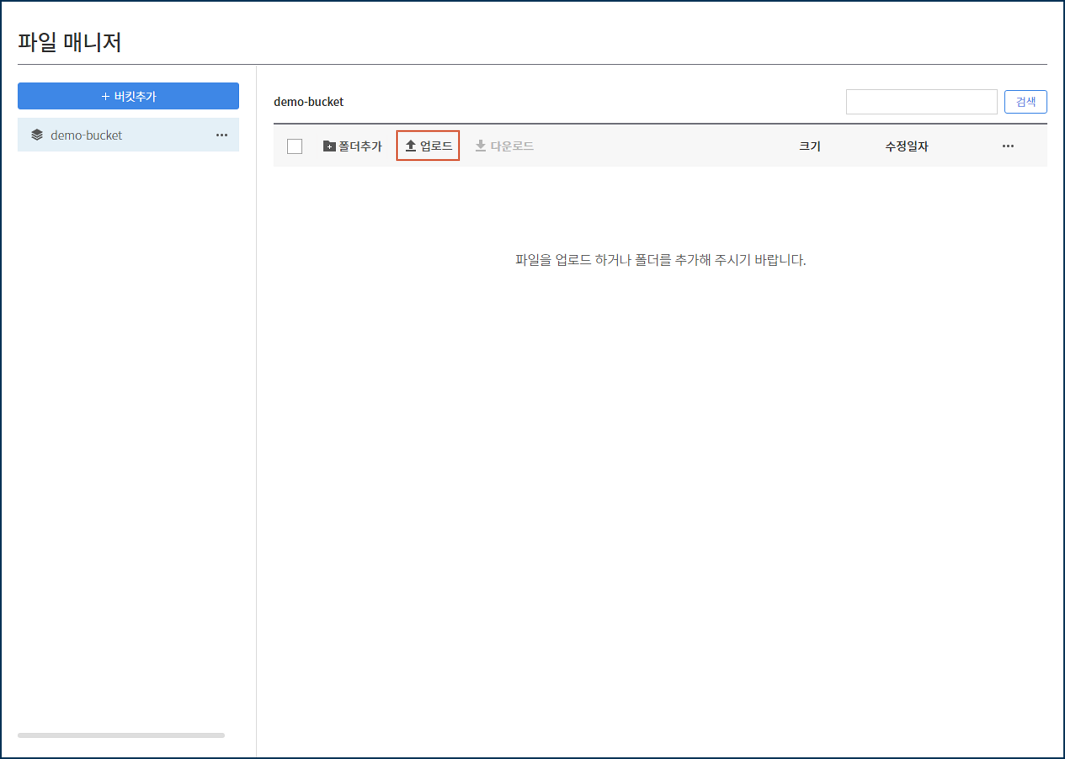 파일 매니저
+ 버킷추가
demo-bucket
demo-bucket
검색
폴더추가 업로드 다운로드 크기 수정일자
파일을 업로드 하거나 폴더를 추가해 주시기 바랍니다.